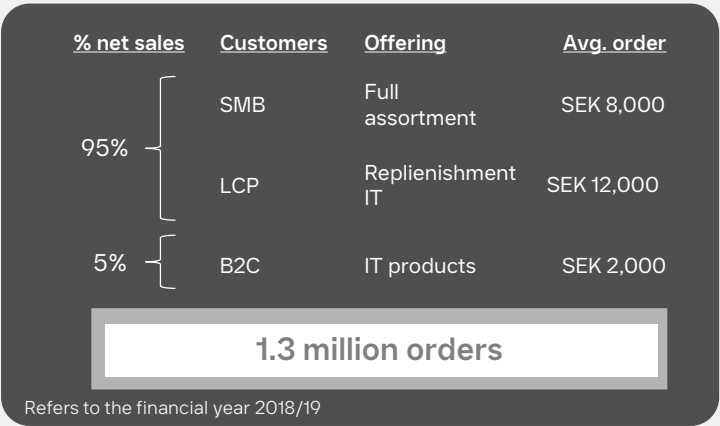 % net sales Customers Offering Avg. order
95%
SMB Full assortment SEK 8,000
LCP Replienishment IT SEK 12,000
5% B2C IT products SEK 2,000
1.3 million orders
Refers to the financial year 2018/19